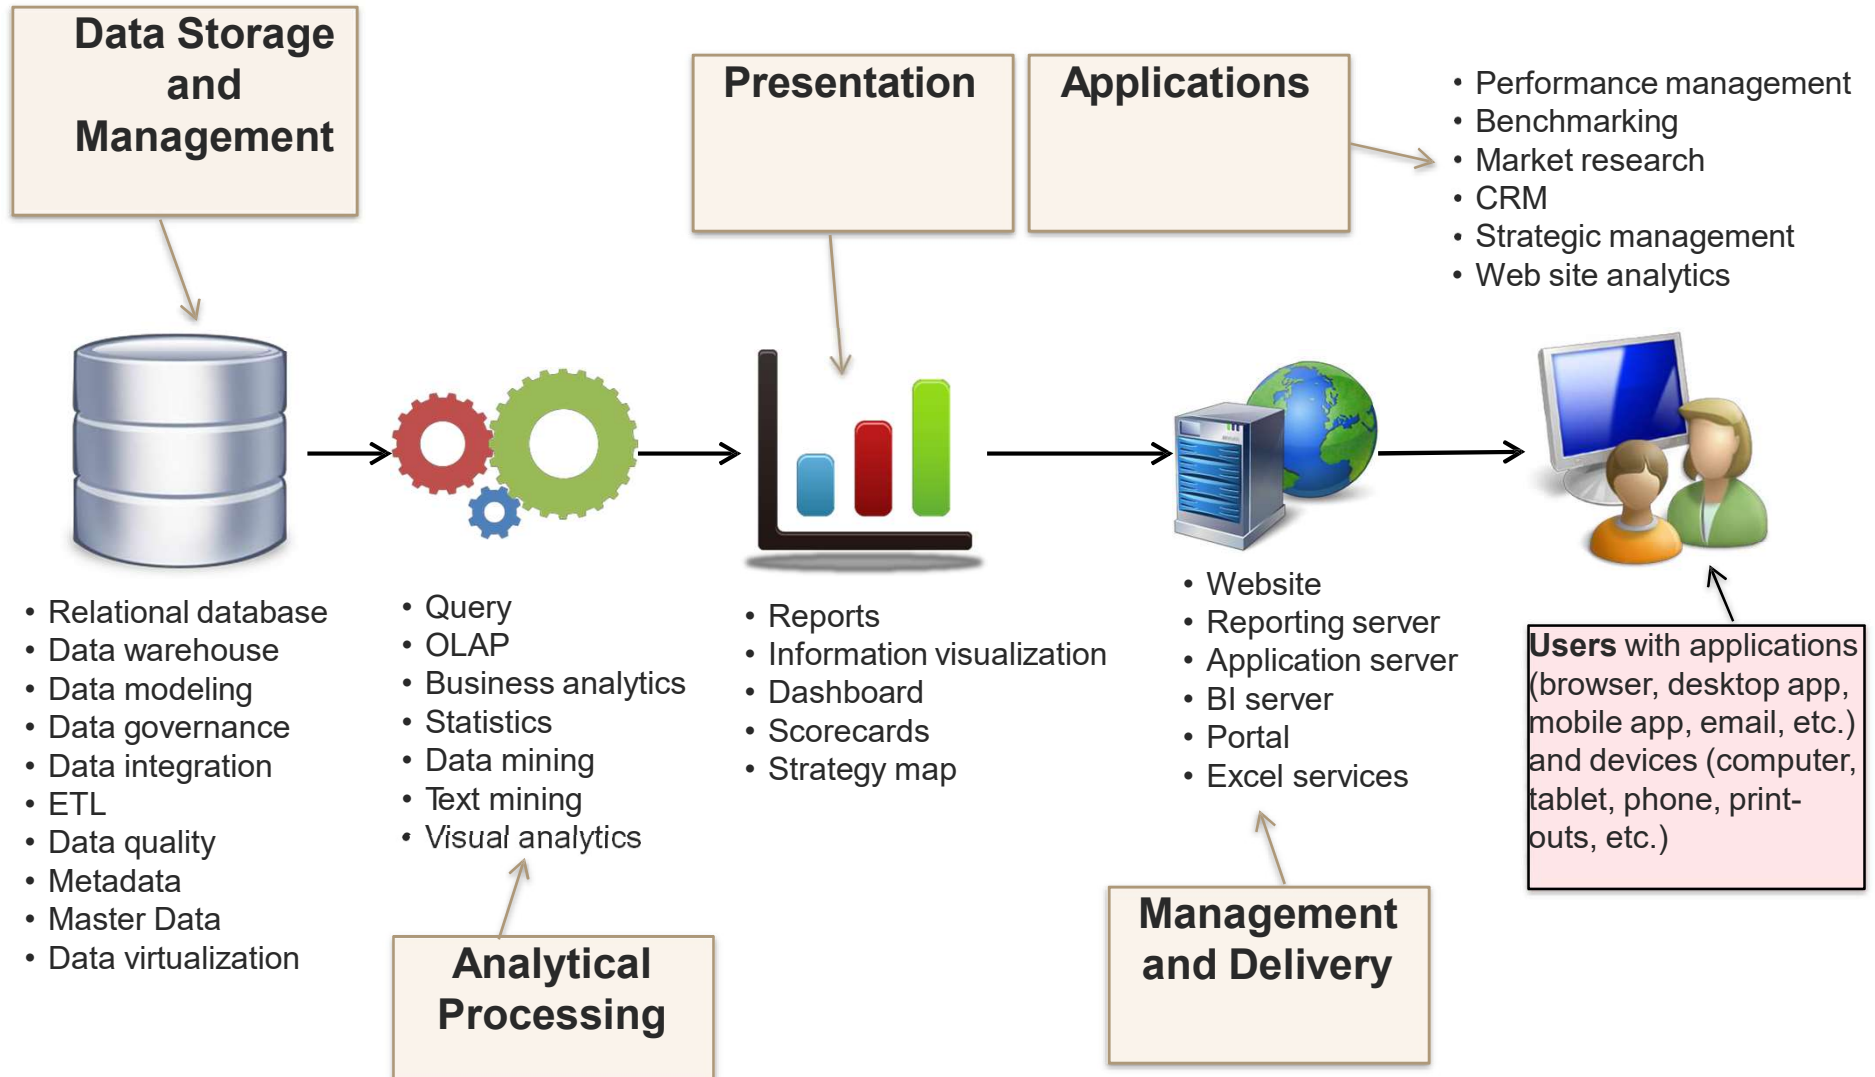 Data Storage
and
Management
Presentation
Applications
• Performance management
• Benchmarking
• Market research
• CRM
• Strategic management
• Web site analytics
• Relational database
• Data warehouse
• Data modeling
• Data governance
• Data integration
• ETL
• Data quality
• Metadata
• Master Data
• Data virtualization
• Query
• OLAP
• Business analytics
• Statistics
• Data mining
• Text mining
• Visual analytics
Analytical
Processing
• Reports
• Information visualization
• Dashboard
• Scorecards
• Strategy map
• Website
• Reporting server
• Application server
• BI server
• Portal
• Excel services
Management
and Delivery
Users with applications
(browser, desktop app,
mobile app, email, etc.)
and devices (computer,
tablet, phone, print-
outs, etc.)